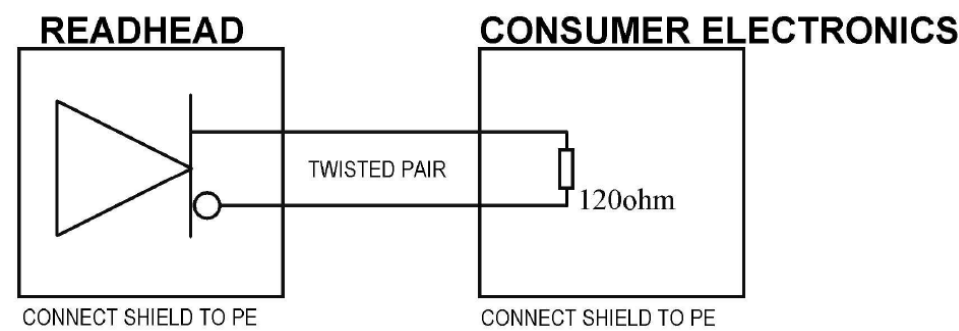 READHEAD
CONSUMER ELECTRONICS
TWISTED PAIR
120ohm
CONNECT SHIELD TO PE
CONNECT SHIELD TO PE